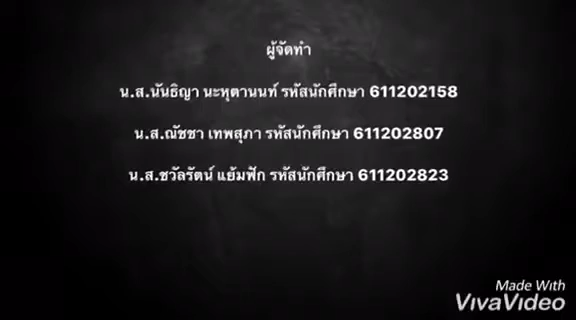 ผู้จัดทำ
น.ส.นันธิญา นะหุตานนท์ รหัสนักศึกษา 611202158
น.ส.ณัชชา เทพสุภา รหัสนักศึกษา 611202807
น.ส.ชวัลรัตน์ แย้มฟัก รหัสนักศึกษา 611202823
Made With
VivaVideo